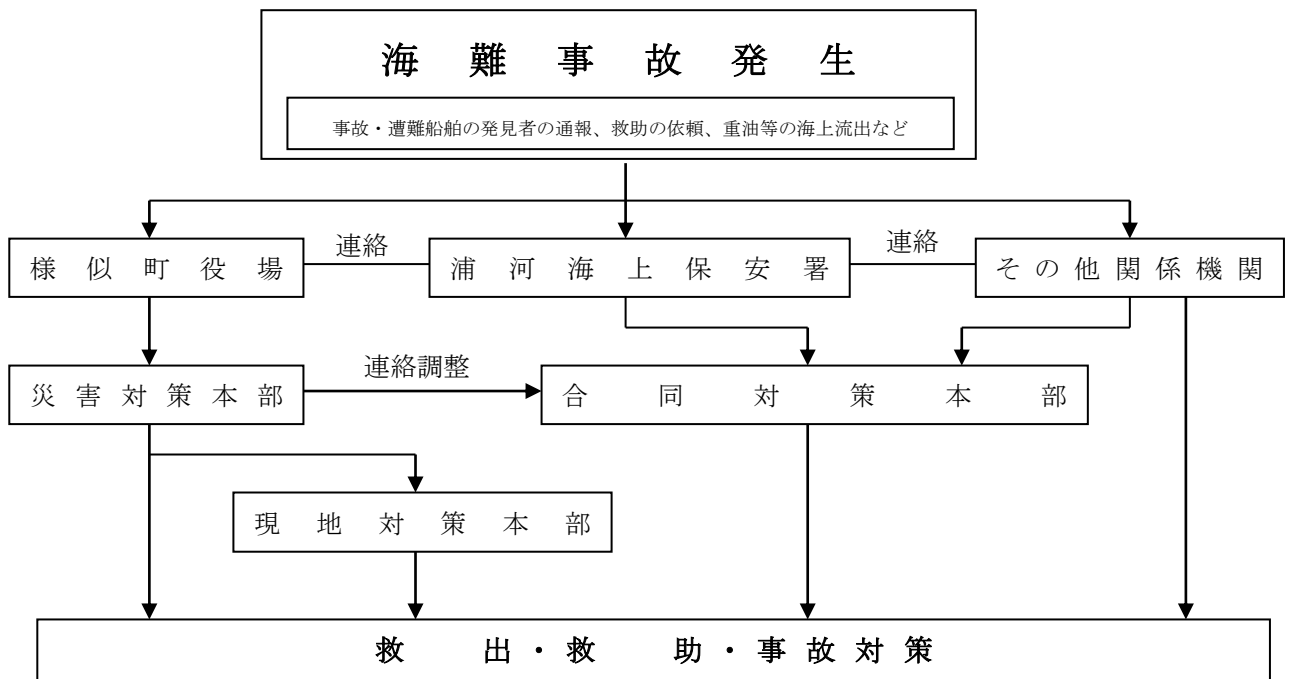 海難事故発生
事故・遭難船舶の発見者の通報、救助の依頼、重油等の海上流出など
様似町役場
連絡
浦河海上保安署
連絡
その他関係機関
災害対策本部
連絡調整
合同対策本部
現地対策本部
救出・救助・事故対策